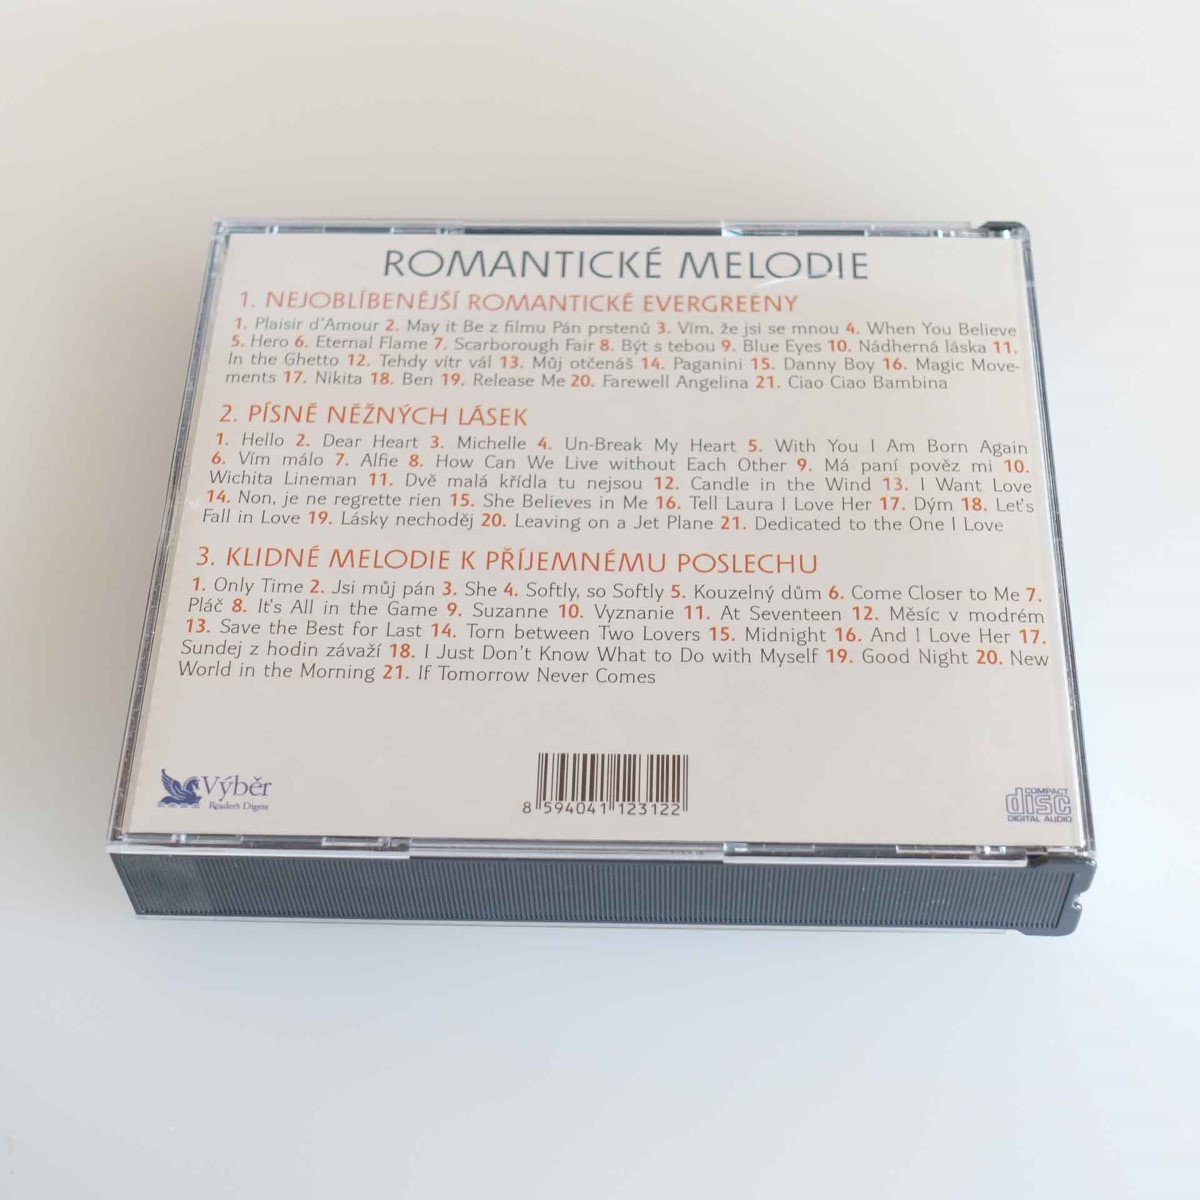 ROMANTICKÉ MELODIE
1. NEJOBLÍBENĚJŠÍ ROMANTICKÉ EVERGREENY
1. Plaisir d'Amour 2. May it Be z filmu Pán prstenů 3. Vím, že jsi se mnou 4. When You Believe
5. Hero 6. Eternal Flame 7. Scarborough Fair 8. Být s tebou 9. Blue Eyes 10. Nádherná láska 11.
In the Ghetto 12. Tehdy vítr vál 13. Můj otčenáš 14. Paganini 15. Danny Boy 16. Magic Move-
ments 17. Nikita 18. Ben 19. Release Me 20. Farewell Angelina 21. Ciao Ciao Bambina
2. PÍSNĚ NĚŽNÝCH LÁSEK
1. Hello 2. Dear Heart 3. Michelle 4. Un-Break My Heart 5. With You I Am Born Again
6. Vím málo 7. Alfie 8. How Can We Live without Each Other 9. Má paní pověz mi 10.
Wichita Lineman 11. Dvě malá křídla tu nejsou 12. Candle in the Wind 13. I Want Love
14. Non, je ne regrette rien 15. She Believes in Me 16. Tell Laura I Love Her 17. Dým 18. Let's
Fall in Love 19. Lásky nechoděj 20. Leaving on a Jet Plane 21. Dedicated to the One I Love
3. KLIDNÉ MELODIE K PŘÍJEMNÉMU POSLECHU
1. Only Time 2. Jsi můj pán 3. She 4. Softly, so Softly 5. Kouzelný dům 6. Come Closer to Me 7.
Pláč 8. It's All in the Game 9. Suzanne 10. Vyznanie 11. At Seventeen 12. Měsíc v modrém
13. Save the Best for Last 14. Torn between Two Lovers 15. Midnight 16. And I Love Her 17.
Sundej z hodin závaží 18. I Just Don't Know What to Do with Myself 19. Good Night 20. New
World in the Morning 21. If Tomorrow Never Comes
Výběr
Reader's Digest
8 594041 123122
COMPACT
disc
DIGITAL AUDIO